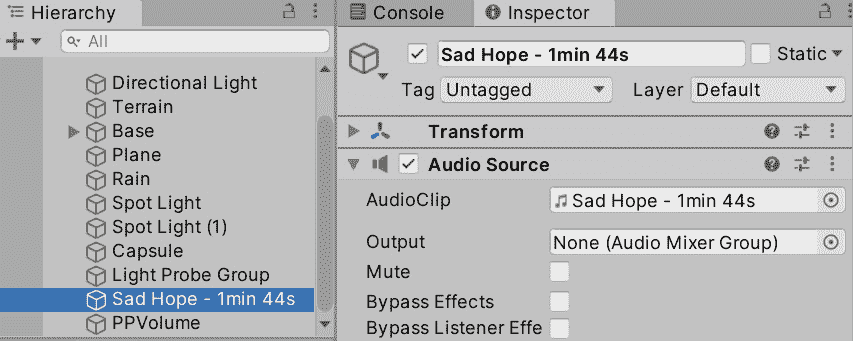 Hierarchy
All
Directional Light
Terrain
Base
Plane
Rain
Spot Light
Spot Light (1)
Capsule
Light Probe Group
Sad Hope - 1min 44s
PPVolume
Console Inspector
Sad Hope - 1min 44s Static
Tag Untagged Layer Default
Transform
Audio Source
AudioClip Sad Hope - 1min 44s
Output None (Audio Mixer Group)
Mute
Bypass Effects
Bypass Listener Effe